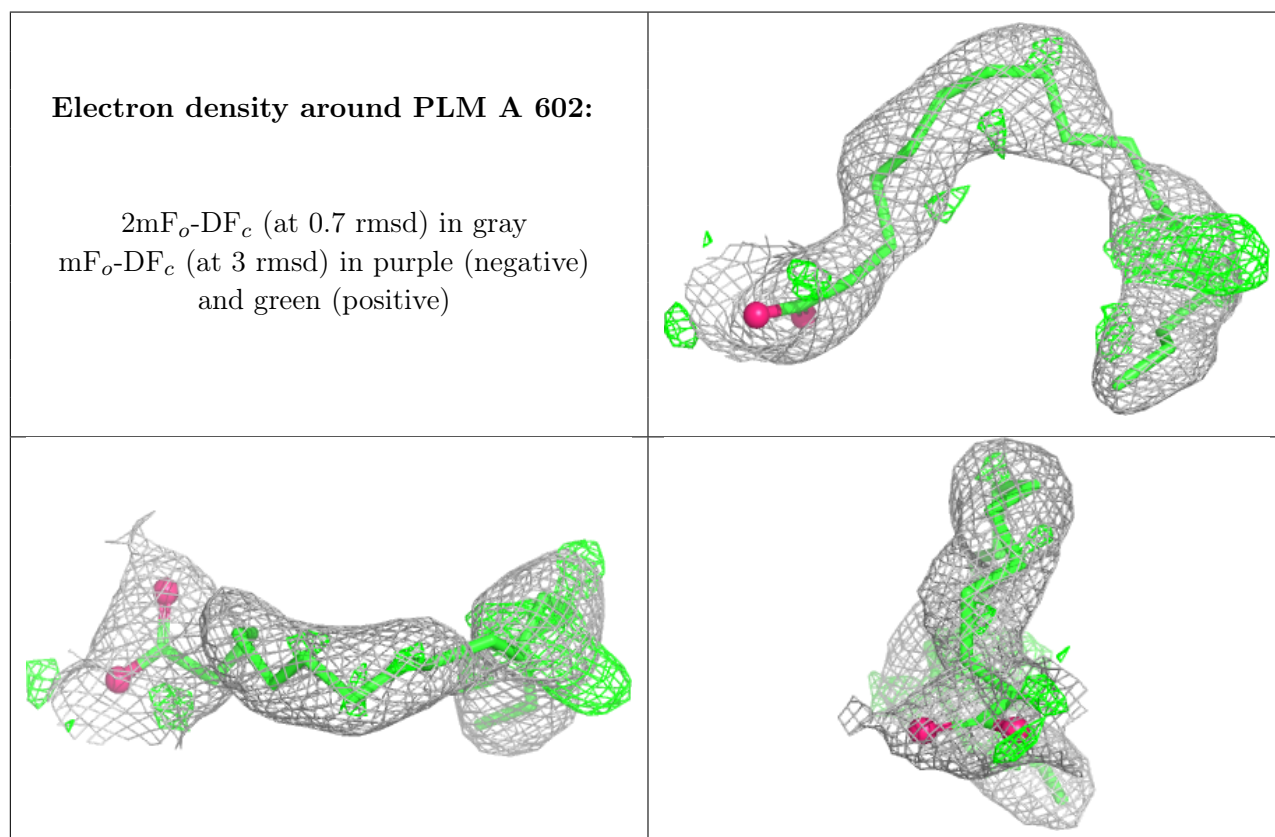 Electron density around PLM A 602:
2mFo-DFc (at 0.7 rmsd) in gray
mFo-DFc (at 3 rmsd) in purple (negative)
and green (positive)